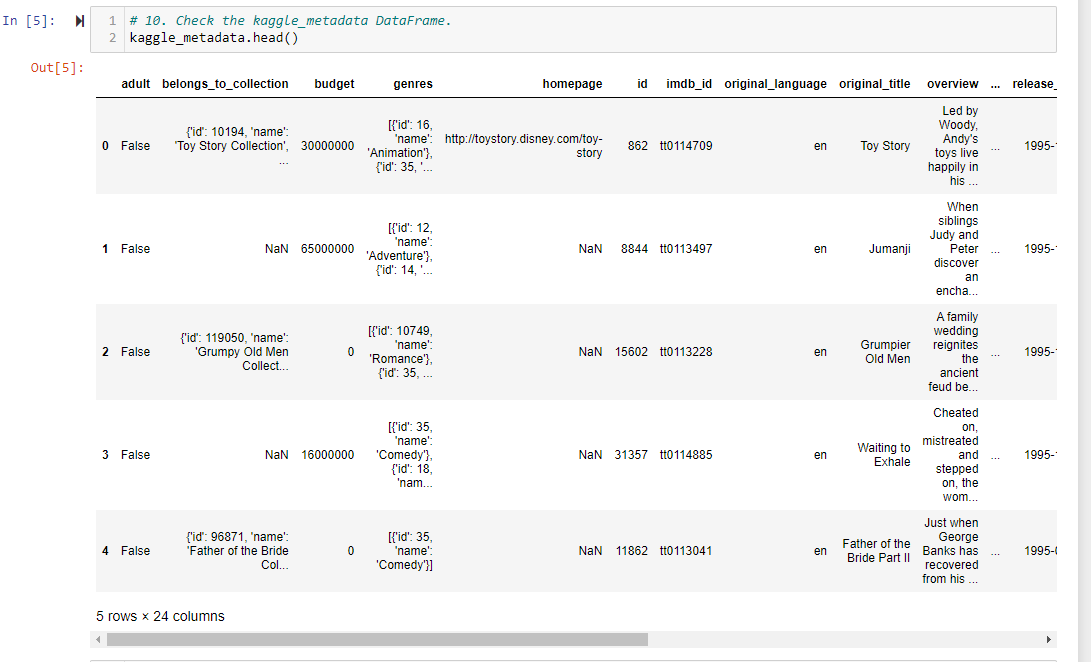 In [5]:
1 # 10. Check the kaggle_metadata DataFrame.
2 kaggle_metadata.head()
Out[5]:
adult belongs_to_collection budget genres homepage id imdb_id original_language original_title overview ... release_
0 False {'id': 10194, 'name': 'Toy Story Collection', ... 30000000 [{'id': 16, 'name': 'Animation'}, {'id': 35, '... http://toystory.disney.com/toy-story 862 tt0114709 en Toy Story Led by Woody, Andy's toys live happily in his ... ... 1995-
1 False NaN 65000000 [{'id': 12, 'name': 'Adventure'}, {'id': 14, '... NaN 8844 tt0113497 en Jumanji When siblings Judy and Peter discover an encha... ... 1995-
2 False {'id': 119050, 'name': 'Grumpy Old Men Collect... 0 [{'id': 10749, 'name': 'Romance'}, {'id': 35, ... NaN 15602 tt0113228 en Grumpier Old Men A family wedding reignites the ancient feud be... ... 1995-
3 False NaN 16000000 [{'id': 35, 'name': 'Comedy'}, {'id': 18, 'nam... NaN 31357 tt0114885 en Waiting to Exhale Cheated on, mistreated and stepped on, the wom... ... 1995-
4 False {'id': 96871, 'name': 'Father of the Bride Col... 0 [{'id': 35, 'name': 'Comedy'}] NaN 11862 tt0113041 en Father of the Bride Part II Just when George Banks has recovered from his ... ... 1995-
5 rows × 24 columns